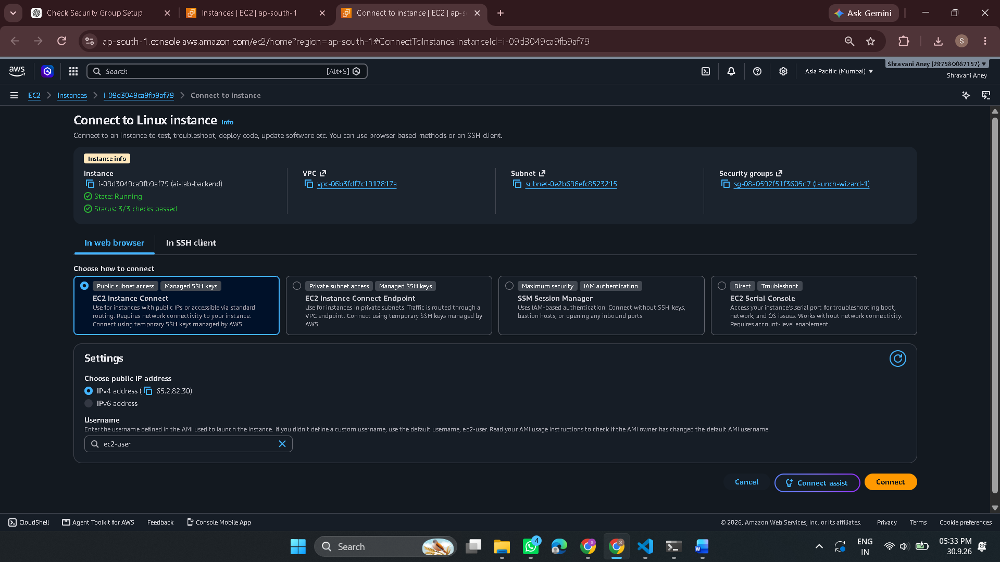 Check Security Group Setup
Instances | EC2 | ap-south-1
Connect to instance | EC2 | ap-s
Ask Gemini
ap-south-1.console.aws.amazon.com/ec2/home?region=ap-south-1#ConnectToInstance:instanceId=i-09d3049ca9fb9af79
S
aws
Search
[Alt+S]
Asia Pacific (Mumbai)
Shravani Aney (297580067157)
Shravani Aney
EC2
Instances
i-09d3049ca9fb9af79
Connect to instance
Connect to Linux instance Info
Connect to an instance to test, troubleshoot, deploy code, update software etc. You can use browser based methods or an SSH client.
Instance info
Instance
i-09d3049ca9fb9af79 (ai-lab-backend)
State: Running
Status: 3/3 checks passed
VPC
vpc-06b3fdf7c1917817a
Subnet
subnet-0e2b696efc8523215
Security groups
sg-08a0592f51f3605d7 (launch-wizard-1)
In web browser
In SSH client
Choose how to connect
Public subnet access Managed SSH keys
EC2 Instance Connect
Use for instances with public IPs or accessible via standard
routing. Requires network connectivity to your instance.
Connect using temporary SSH keys managed by AWS.
Private subnet access Managed SSH keys
EC2 Instance Connect Endpoint
Use for instances in private subnets. Traffic is routed through a
VPC endpoint. Connect using temporary SSH keys managed by
AWS.
Maximum security IAM authentication
SSM Session Manager
Uses IAM-based authentication. Connect without SSH keys,
bastion hosts, or opening any inbound ports.
Direct Troubleshoot
EC2 Serial Console
Access your instance's serial port for troubleshooting boot,
network, and OS issues. Works without network connectivity.
Requires account-level enablement.
Settings
Choose public IP address
IPv4 address ( 65.2.82.30)
IPv6 address
Username
Enter the username defined in the AMI used to launch the instance. If you didn't define a custom username, use the default username, ec2-user. Read your AMI usage instructions to check if the AMI owner has changed the default AMI username.
ec2-user
Cancel
Connect assist
Connect
CloudShell
Agent Toolkit for AWS
Feedback
Console Mobile App
© 2026, Amazon Web Services, Inc. or its affiliates.
Privacy
Terms
Cookie preferences
Search
4
ENG
IN
05:33 PM
30.9.26